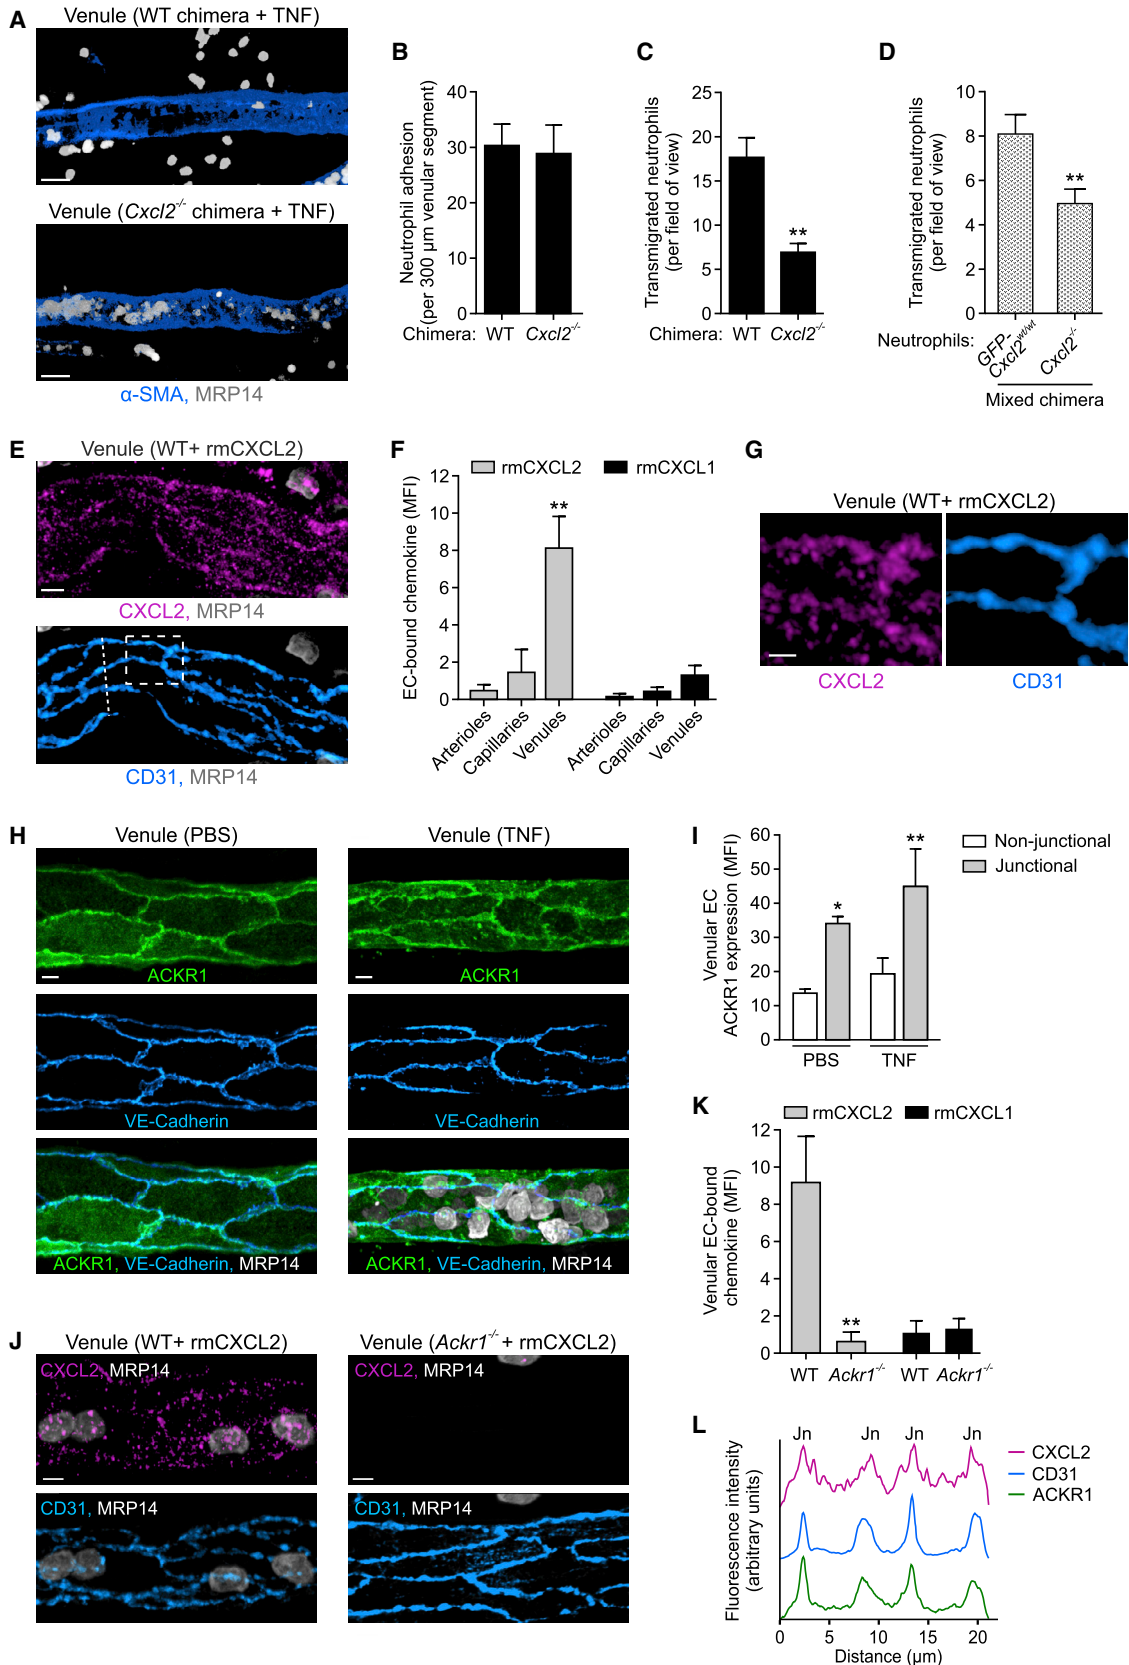 A
Venule (WT chimera + TNF)
Venule (Cxcl2-/- chimera + TNF)
α-SMA, MRP14
B
Neutrophil adhesion
(per 300 µm venular segment)
40
30
20
10
0
Chimera: WT Cxcl2-/-
C
Transmigrated neutrophils
(per field of view)
25
20
15
10
5
0
**
Chimera: WT Cxcl2-/-
D
Transmigrated neutrophils
(per field of view)
10
8
6
4
2
0
**
Neutrophils:
GFP-
Cxcl2wt/wt
Cxcl2-/-
Mixed chimera
E
Venule (WT+ rmCXCL2)
CXCL2, MRP14
CD31, MRP14
F
rmCXCL2 rmCXCL1
EC-bound chemokine (MFI)
12
10
8
6
4
2
0
**
Arterioles
Capillaries
Venules
Arterioles
Capillaries
Venules
G
Venule (WT+ rmCXCL2)
CXCL2
CD31
H
Venule (PBS)
Venule (TNF)
ACKR1
ACKR1
VE-Cadherin
VE-Cadherin
ACKR1, VE-Cadherin, MRP14
ACKR1, VE-Cadherin, MRP14
I
Venular EC
ACKR1 expression (MFI)
60
50
40
30
20
10
0
*
**
PBS
TNF
Non-junctional
Junctional
J
Venule (WT+ rmCXCL2)
Venule (Ackr1-/- + rmCXCL2)
CXCL2, MRP14
CXCL2, MRP14
CD31, MRP14
CD31, MRP14
K
rmCXCL2 rmCXCL1
Venular EC-bound
chemokine (MFI)
12
10
8
6
4
2
0
**
WT Ackr1-/- WT Ackr1-/-
L
Fluorescence intensity
(arbitrary units)
Jn Jn Jn Jn
CXCL2
CD31
ACKR1
0 5 10 15 20
Distance (µm)